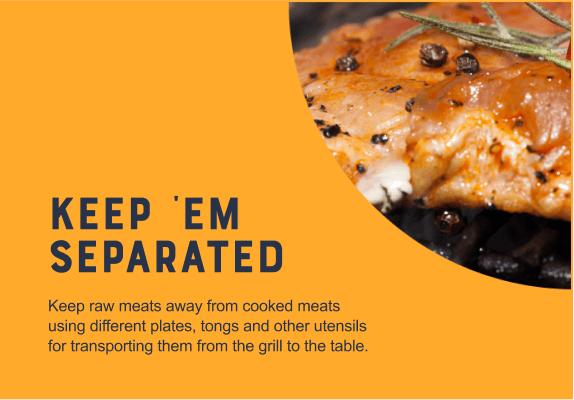 KEEP 'EM
SEPARATED
Keep raw meats away from cooked meats
using different plates, tongs and other utensils
for transporting them from the grill to the table.